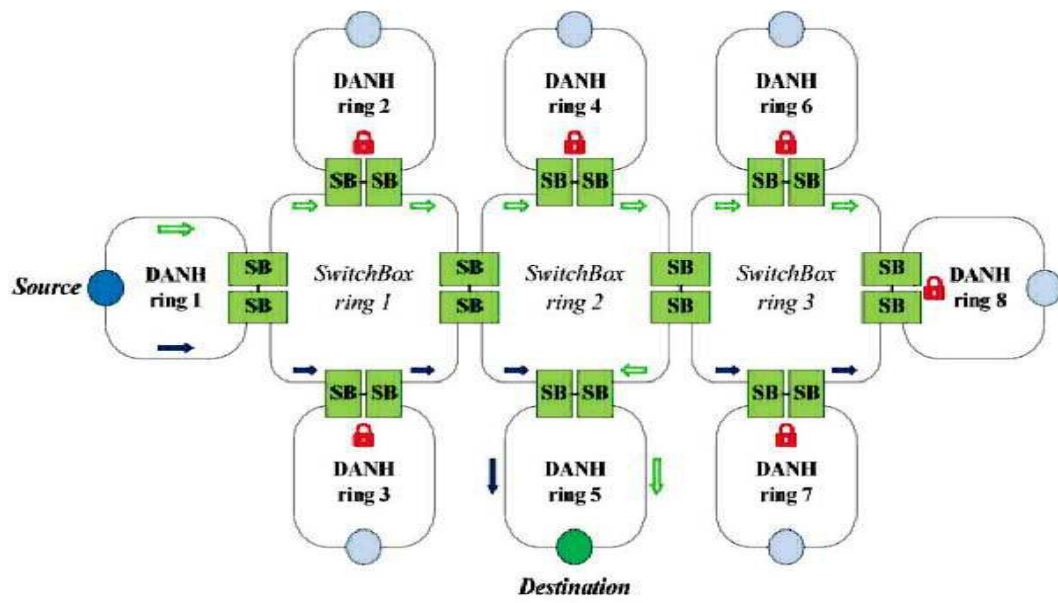 DANH
ring 2
DANH
ring 4
DANH
ring 6
SB-SB
SB-SB
SB-SB
Source
DANH
ring 1
SB
SB
SwitchBox
ring 1
SB
SB
SwitchBox
ring 2
SB
SB
SwitchBox
ring 3
SB
SB
DANH
ring 8
SB-SB
SB-SB
SB-SB
DANH
ring 3
DANH
ring 5
DANH
ring 7
Destination